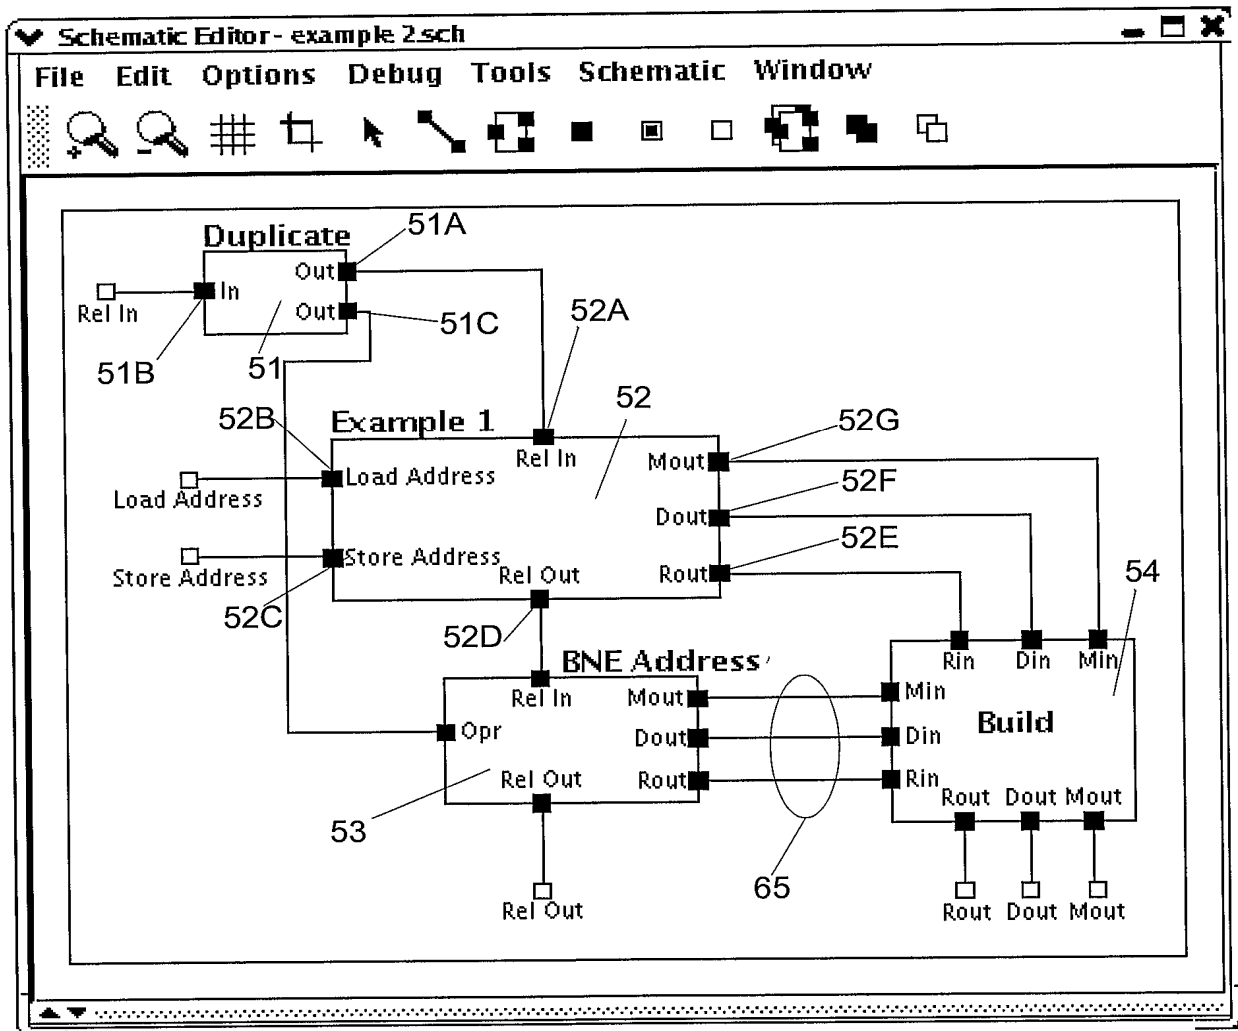 Schematic Editor - example 2.sch
File Edit Options Debug Tools Schematic Window
Duplicate
51A
Out
In
Out
Rel In
51C
52A
51B
51
52
52B
Example 1
52G
Rel In
Mout
Load Address
Load Address
52F
Dout
52E
Store Address
Store Address
Rel Out
Rout
54
52C
52D
BNE Address
Rin Din Min
Rel In
Mout
Min
Opr
Dout
Din
Build
Rel Out
Rout
Rin
Rout Dout Mout
53
65
Rel Out
Rout Dout Mout